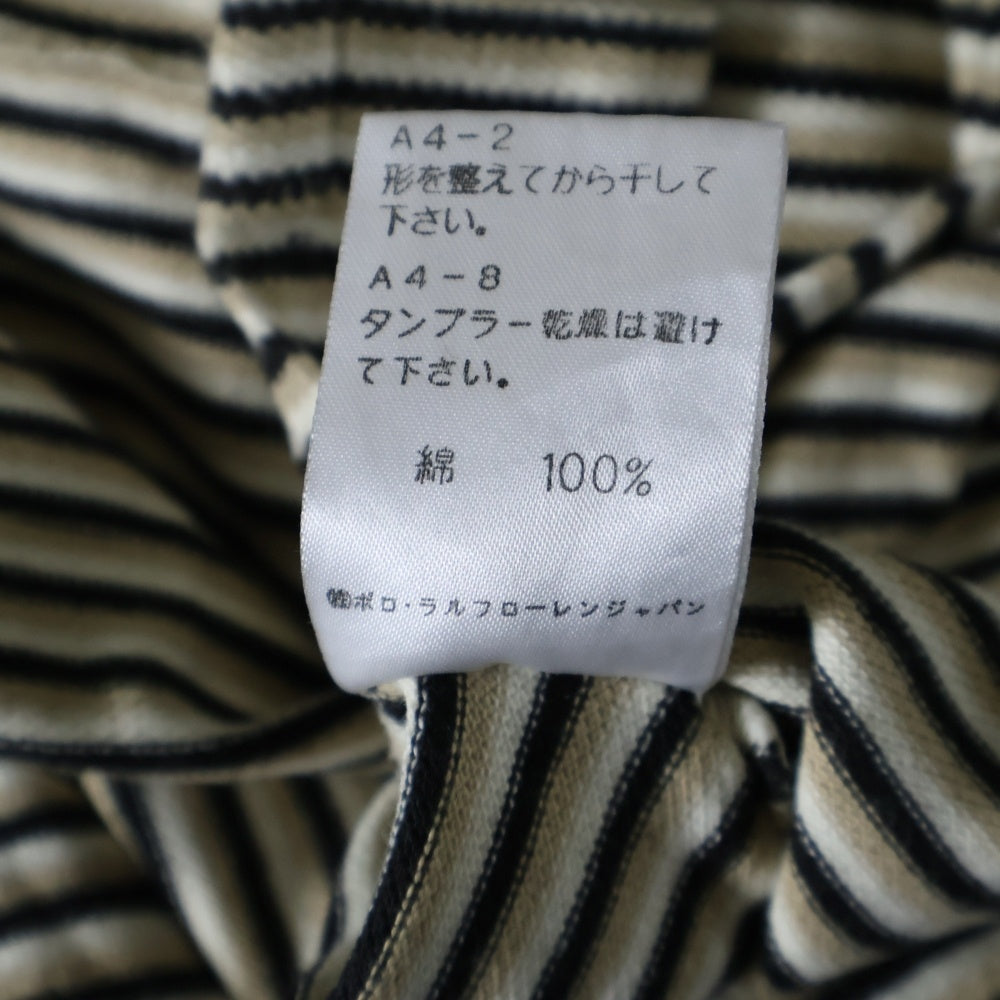 A4-2
形を整えてから干して
下さい。
A4-8
タンブラー乾燥は避け
て下さい。
綿 100%
㈱ポロ・ラルフローレンジャパン